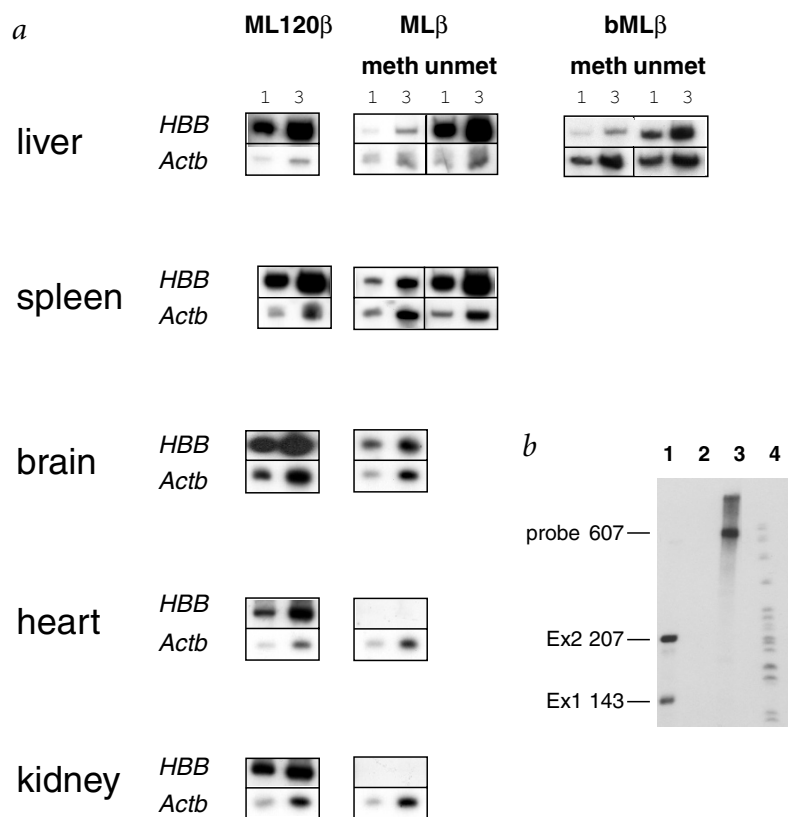 a
ML120β MLβ bMLβ
meth unmet meth unmet
1 3 1 3 1 3 1 3 1 3
liver HBB
Actb
spleen HBB
Actb
brain HBB
Actb
heart HBB
Actb
kidney HBB
Actb
b 1 2 3 4
probe 607
Ex2 207
Ex1 143